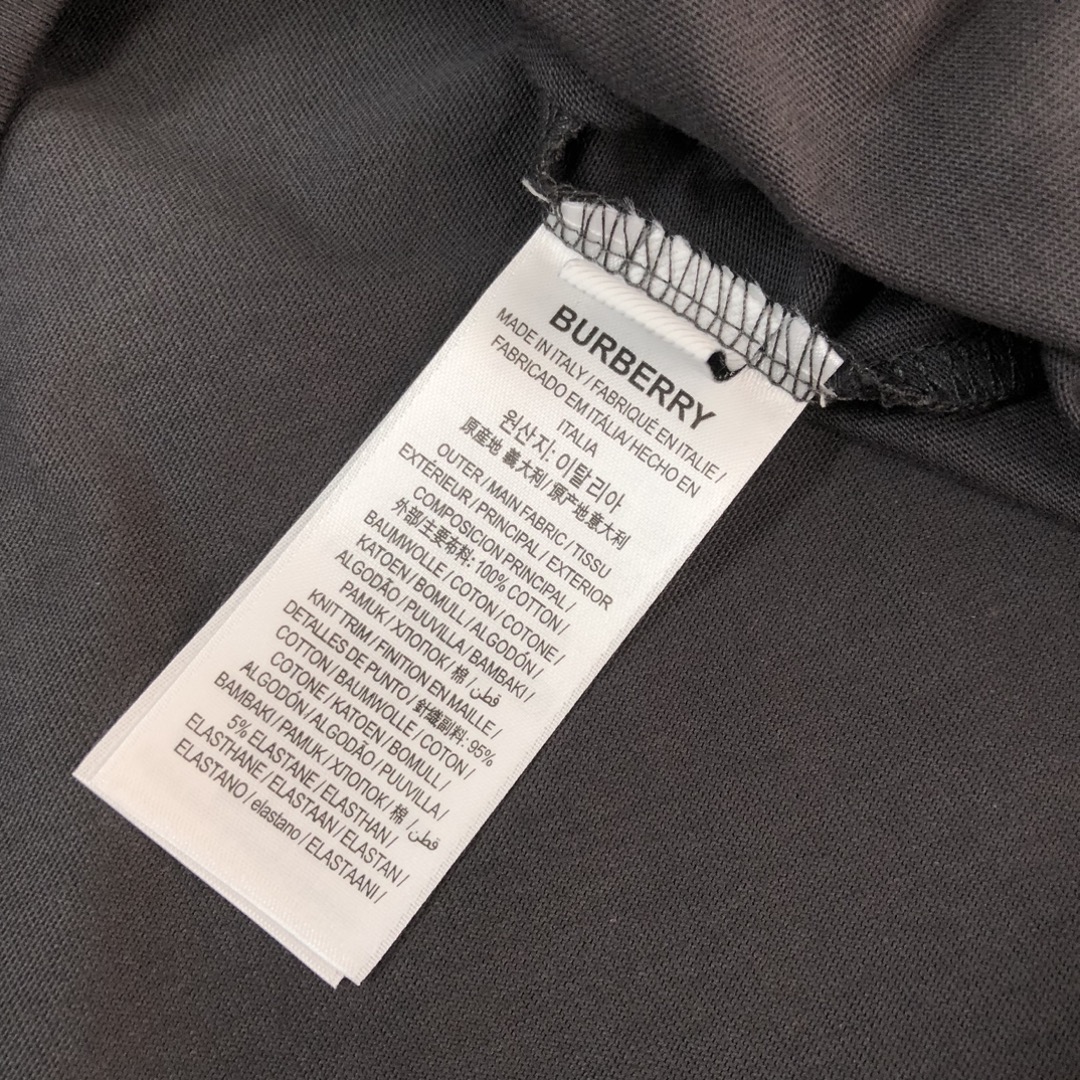 BURBERRY
MADE IN ITALY / FABRIQUÉ EN ITALIE /
FABRICADO EM ITÁLIA/ HECHO EN
ITALIA
원산지: 이탈리아
原産地 義大利/ 原产地意大利
OUTER / MAIN FABRIC / TISSU
EXTÉRIEUR / PRINCIPAL / EXTERIOR
COMPOSICION PRINCIPAL /
外部/主要布料: 100% COTTON /
BAUMWOLLE / COTON / COTONE /
KATOEN / BOMULL / ALGODÓN /
ALGODÃO / PUUVILLA / BAMBAKI /
PAMUK / ХЛОПОК / 棉 / قطن
KNIT TRIM / FINITION EN MAILLE /
DETALLES DE PUNTO / 針織副料: 95%
COTTON / BAUMWOLLE / COTON /
COTONE / KATOEN / BOMULL /
ALGODÓN/ ALGODÃO / PUUVILLA /
BAMBAKI / PAMUK / ХЛОПОК / 棉 / قطن
5% ELASTANE / ELASTHAN /
ELASTHANE / ELASTAAN / ELASTAN /
ELASTANO / elastano / ELASTAANI /